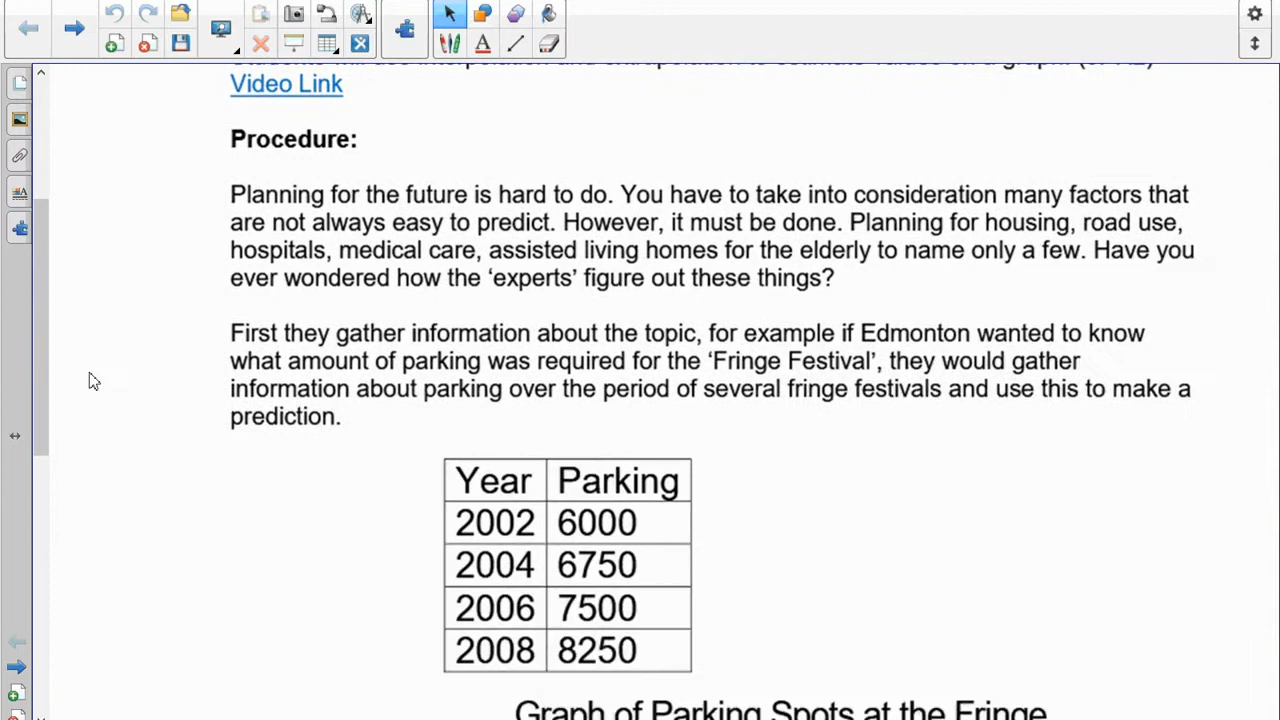 Video Link
Procedure:
Planning for the future is hard to do. You have to take into consideration many factors that
are not always easy to predict. However, it must be done. Planning for housing, road use,
hospitals, medical care, assisted living homes for the elderly to name only a few. Have you
ever wondered how the ‘experts’ figure out these things?
First they gather information about the topic, for example if Edmonton wanted to know
what amount of parking was required for the ‘Fringe Festival’, they would gather
information about parking over the period of several fringe festivals and use this to make a
prediction.
Year Parking
2002 6000
2004 6750
2006 7500
2008 8250
Graph of Parking Spots at the Fringe